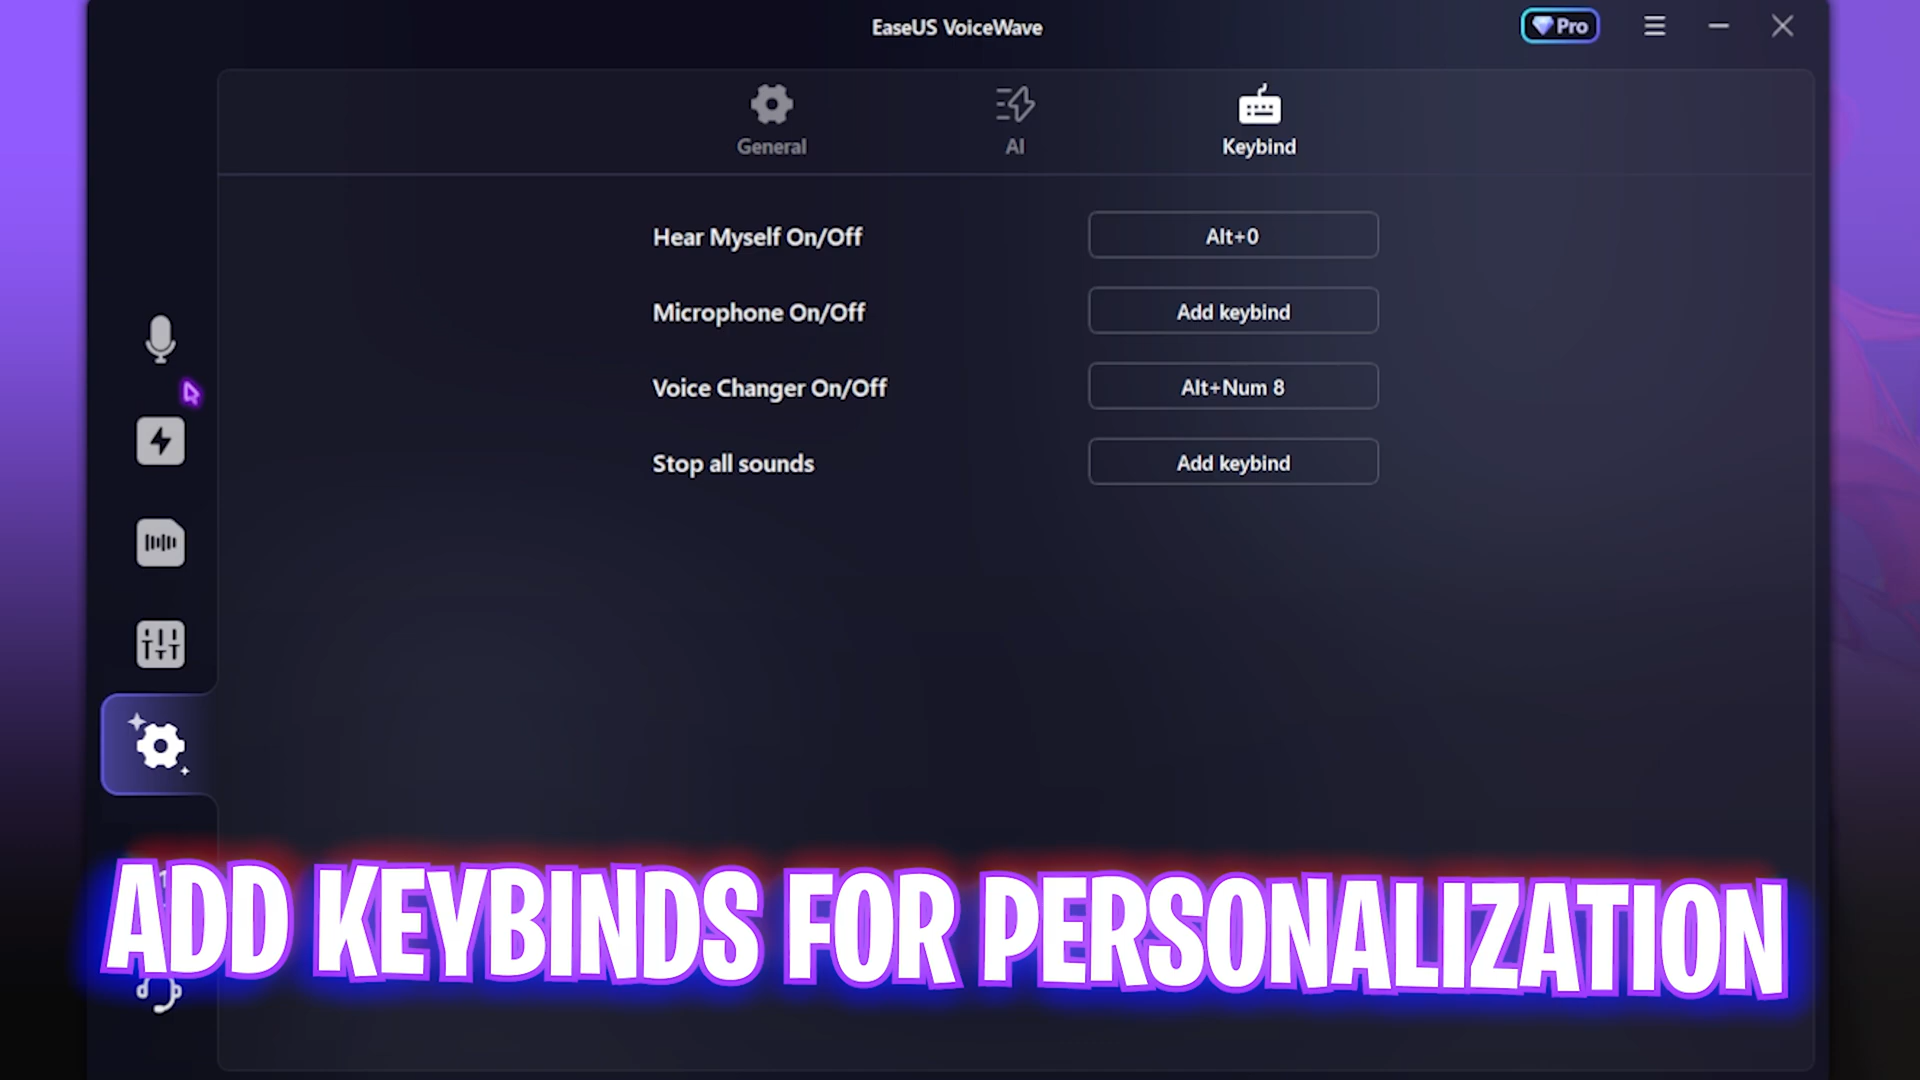 EaseUS VoiceWave
Pro
General
AI
Keybind
Hear Myself On/Off
Alt+0
Microphone On/Off
Add keybind
Voice Changer On/Off
Alt+Num 8
Stop all sounds
Add keybind
ADD KEYBINDS FOR PERSONALIZATION